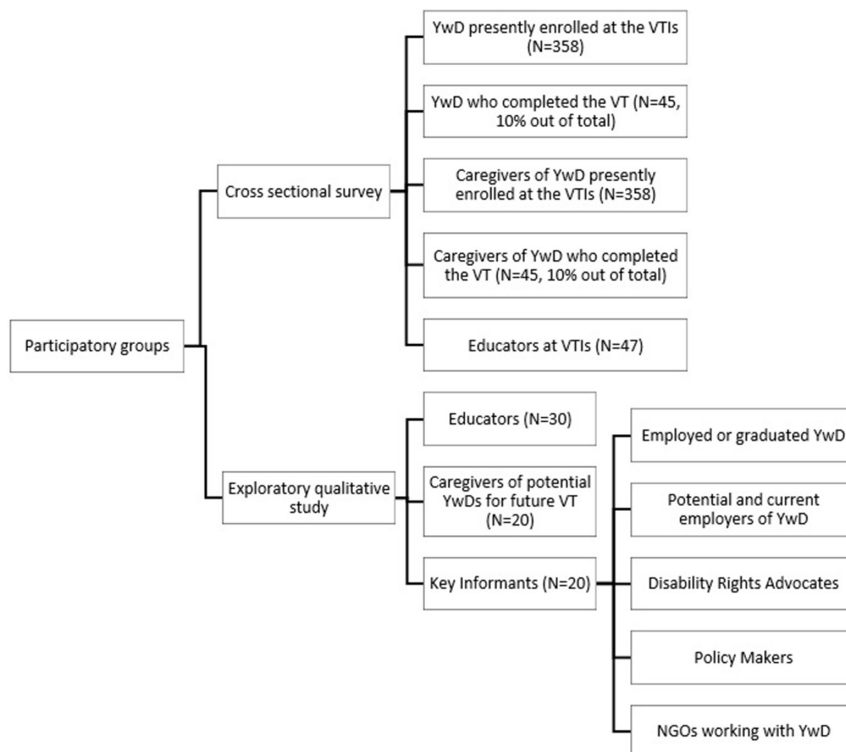 YwD presently enrolled at the VTIs
(N=358)
YwD who completed the VT (N=45,
10% out of total)
Cross sectional survey
Caregivers of YwD presently
enrolled at the VTIs (N=358)
Caregivers of YwD who completed
the VT (N=45, 10% out of total)
Participatory groups
Educators at VTIs (N=47)
Educators (N=30)
Employed or graduated YwD
Exploratory qualitative
study
Caregivers of potential
YwDs for future VT
(N=20)
Potential and current
employers of YwD
Key Informants (N=20)
Disability Rights Advocates
Policy Makers
NGOs working with YwD